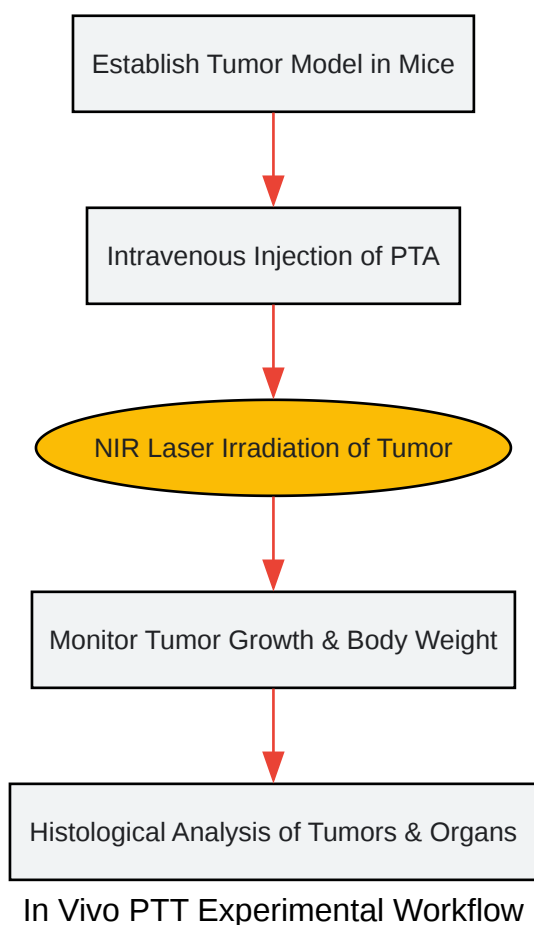 Establish Tumor Model in Mice
Intravenous Injection of PTA
NIR Laser Irradiation of Tumor
Monitor Tumor Growth & Body Weight
Histological Analysis of Tumors & Organs
In Vivo PTT Experimental Workflow